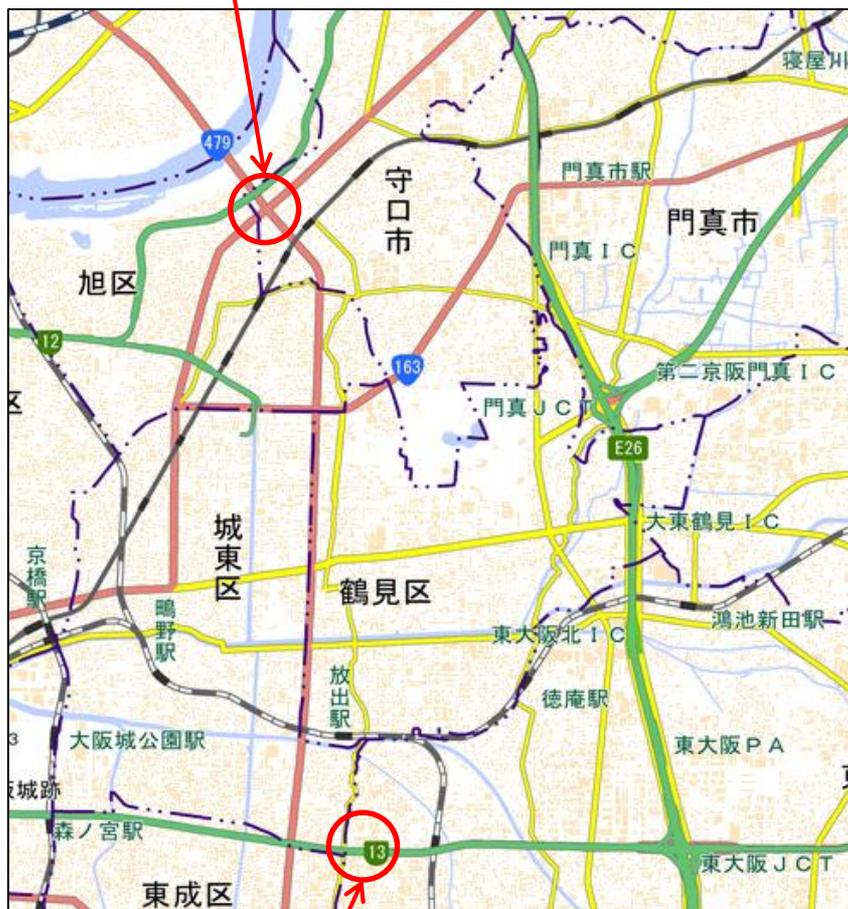 寝屋川
479
守口市
門真市駅
門真市
門真IC
旭区
12
163
第二京阪門真IC
区
門真JCT
E26
大東鶴見IC
城東区
京橋駅
鶴見区
鴫野駅
東大阪北IC
鴻池新田駅
放出駅
徳庵駅
3
大阪城公園駅
東大阪PA
阪城跡
森ノ宮駅
13
東大阪JCT
東成区